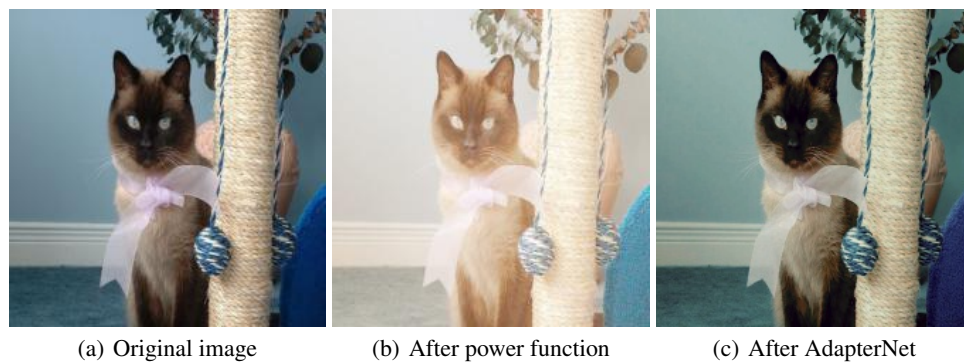 (a) Original image
(b) After power function
(c) After AdapterNet